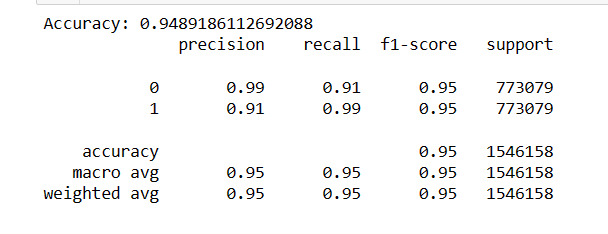 Accuracy: 0.9489186112692088
precision recall f1-score support
0 0.99 0.91 0.95 773079
1 0.91 0.99 0.95 773079
accuracy 0.95 1546158
macro avg 0.95 0.95 0.95 1546158
weighted avg 0.95 0.95 0.95 1546158